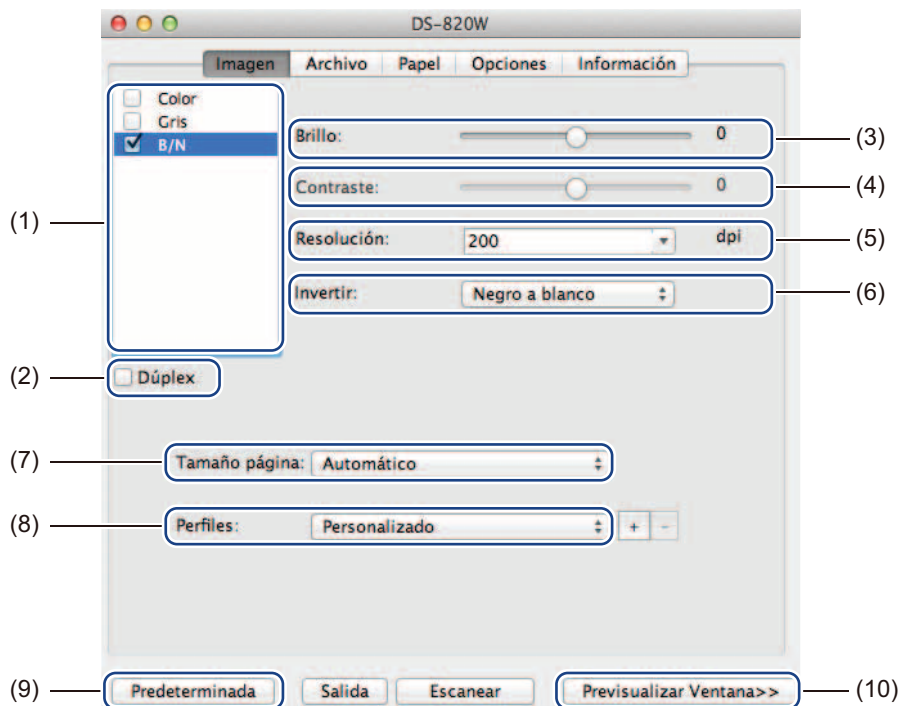 DS-820W
Imagen Archivo Papel Opciones Información
Color
Gris
B/N
(1)
Brillo: 0 (3)
Contraste: 0 (4)
Resolución: 200 dpi (5)
Invertir: Negro a blanco (6)
(2) Dúplex
(7) Tamaño página: Automático
(8) Perfiles: Personalizado + -
(9) Predeterminada Salida Escanear Previsualizar Ventana>> (10)